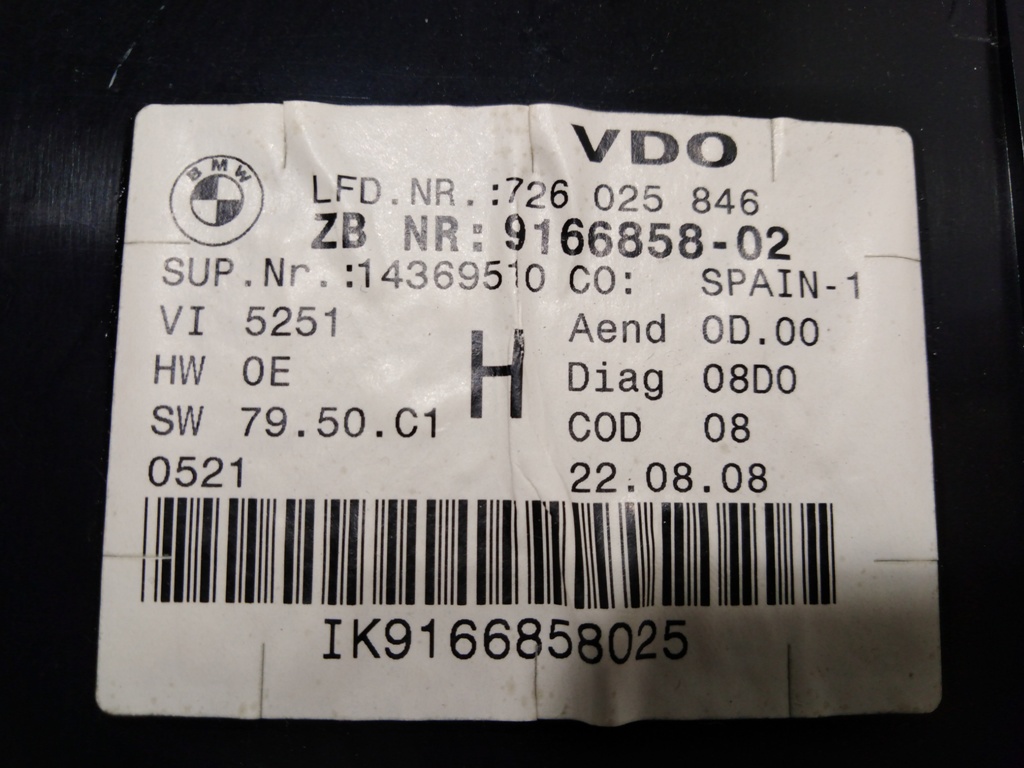 VDO
BMW
LFD.NR.:726 025 846
ZB NR: 9166858-02
SUP.Nr.:14369510 CO: SPAIN-1
VI 5251 Aend 0D.00
HW 0E H Diag 08D0
SW 79.50.C1 COD 08
0521 22.08.08
IK9166858025